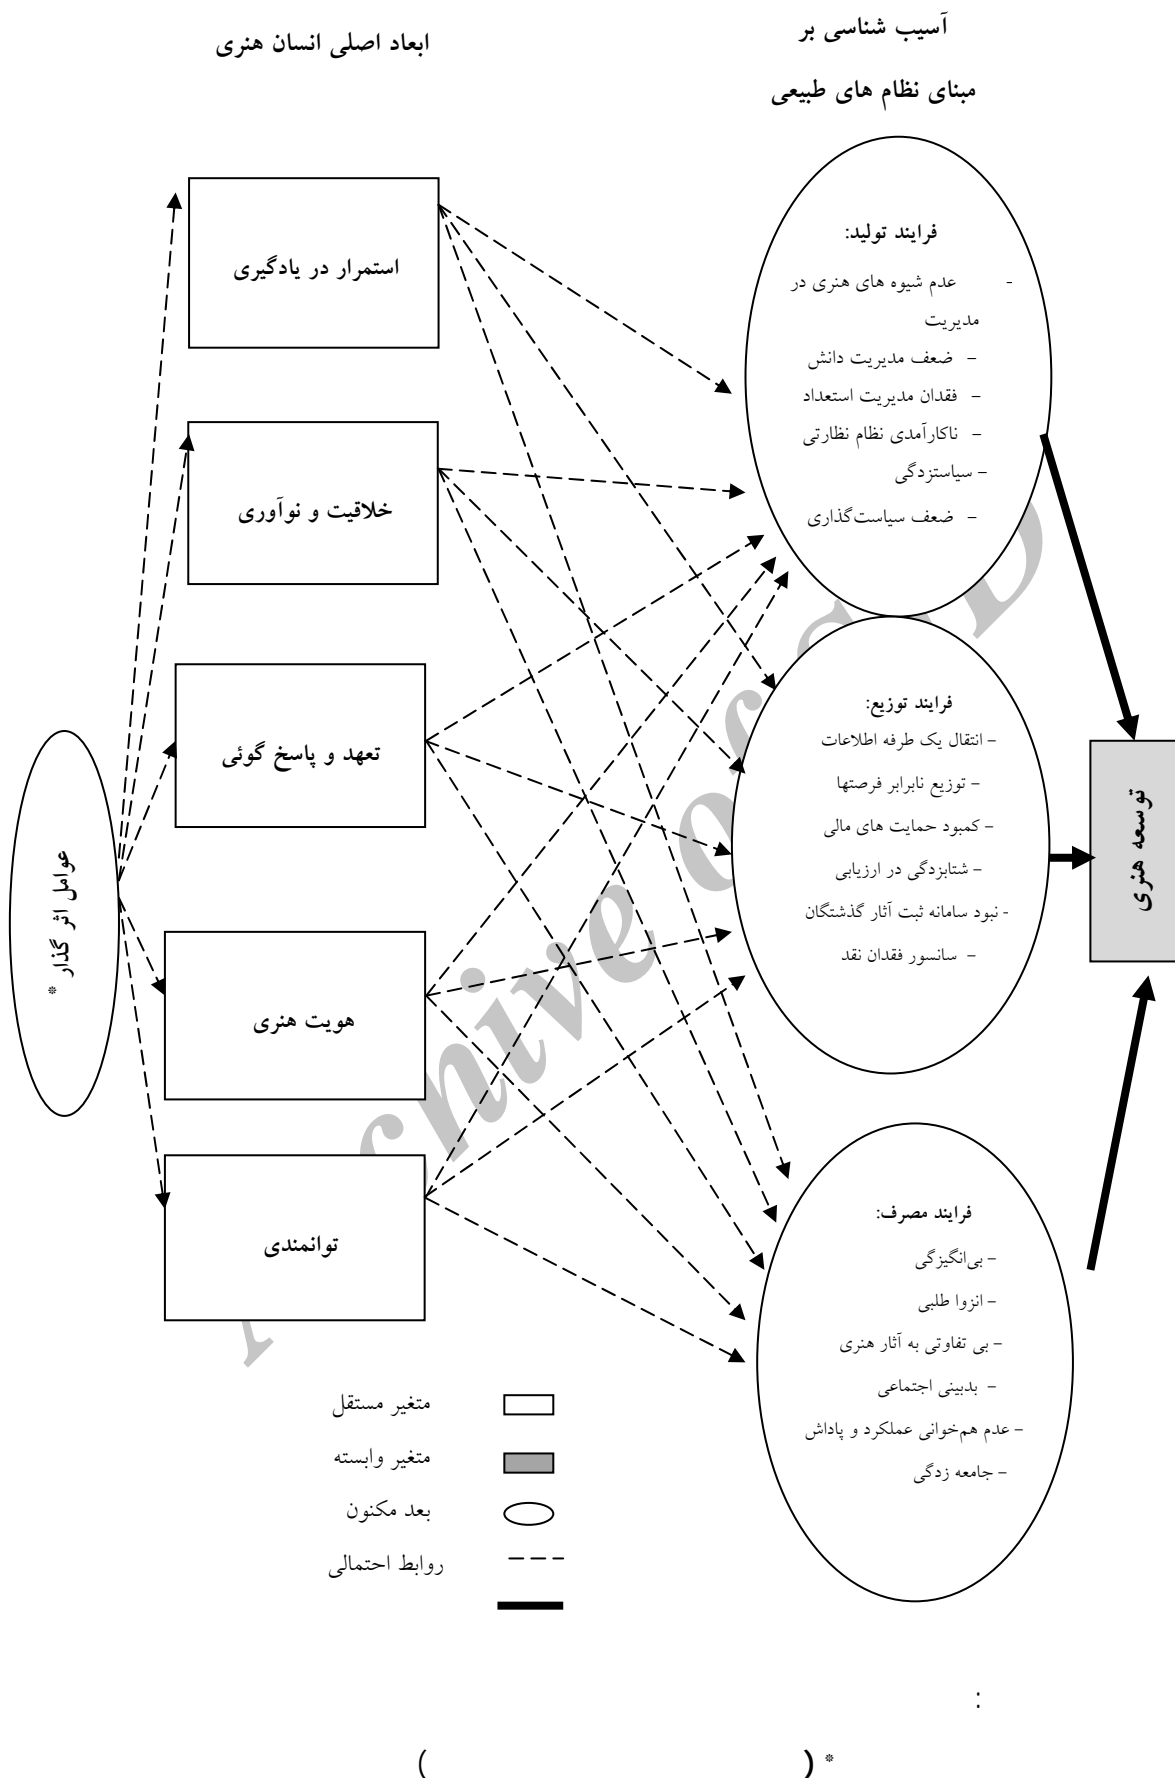 آسیب شناسی بر
مبنای نظام های طبیعی
ابعاد اصلی انسان هنری
فرایند تولید:
- عدم شیوه های هنری در
مدیریت
- ضعف مدیریت دانش
- فقدان مدیریت استعداد
- ناکارآمدی نظام نظارتی
- سیاستزدگی
- ضعف سیاست‌گذاری
فرایند توزیع:
- انتقال یک طرفه اطلاعات
- توزیع نابرابر فرصتها
- کمبود حمایت های مالی
- شتابزدگی در ارزیابی
- نبود سامانه ثبت آثار گذشتگان
- سانسور فقدان نقد
فرایند مصرف:
- بی‌انگیزگی
- انزوا طلبی
- بی تفاوتی به آثار هنری
- بدبینی اجتماعی
- عدم هم‌خوانی عملکرد و پاداش
- جامعه زدگی
توسعه هنری
استمرار در یادگیری
خلاقیت و نوآوری
تعهد و پاسخ گوئی
هویت هنری
توانمندی
عوامل اثر گذار *
متغیر مستقل
متغیر وابسته
بعد مکنون
روابط احتمالی
:
* ( )
Archive of SID